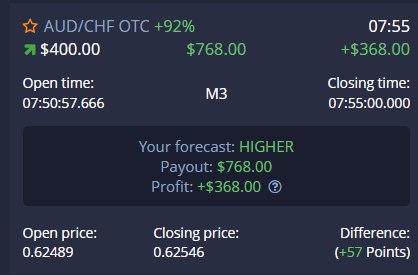 AUD/CHF OTC +92% 07:55
$400.00 $768.00 +$368.00
Open time: Closing time:
07:50:57.666 M3 07:55:00.000
Your forecast: HIGHER
Payout: $768.00
Profit: +$368.00 ?
Open price: Closing price: Difference:
0.62489 0.62546 (+57 Points)